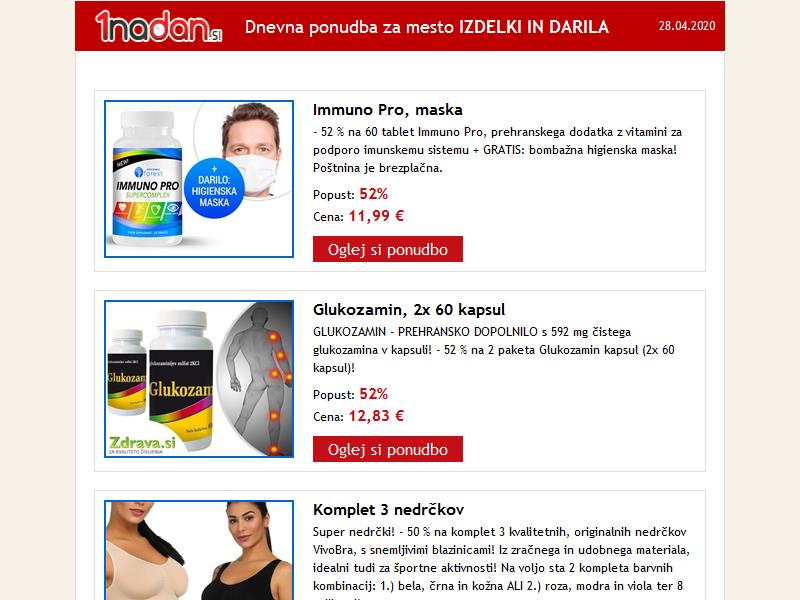 1nadan.si
Dnevna ponudba za mesto IZDELKI IN DARILA
28.04.2020
Immuno Pro, maska
- 52 % na 60 tablet Immuno Pro, prehranskega dodatka z vitamini za
podporo imunskemu sistemu + GRATIS: bombažna higienska maska!
Poštnina je brezplačna.
Popust: 52%
Cena: 11,99 €
Oglej si ponudbo
NEW!
forest
IMMUNO PRO
SUPERCOMPLEX
+
DARILO:
HIGIENSKA
MASKA
Glukozamin, 2x 60 kapsul
GLUKOZAMIN - PREHRANSKO DOPOLNILO s 592 mg čistega
glukozamina v kapsuli! - 52 % na 2 paketa Glukozamin kapsul (2x 60
kapsul)!
Popust: 52%
Cena: 12,83 €
Oglej si ponudbo
glukozaminijev sulfat 2KCl
Glukozam
Glukozam
Zdrava.si
ZA KVALITETO ŽIVLJENJA
Komplet 3 nedrčkov
Super nedrčki! - 50 % na komplet 3 kvalitetnih, originalnih nedrčkov
VivoBra, s snemljivimi blazinicami! Iz zračnega in udobnega materiala,
idealni tudi za športne aktivnosti! Na voljo sta 2 kompleta barvnih
kombinacij: 1.) bela, črna in kožna ALI 2.) roza, modra in viola ter 8